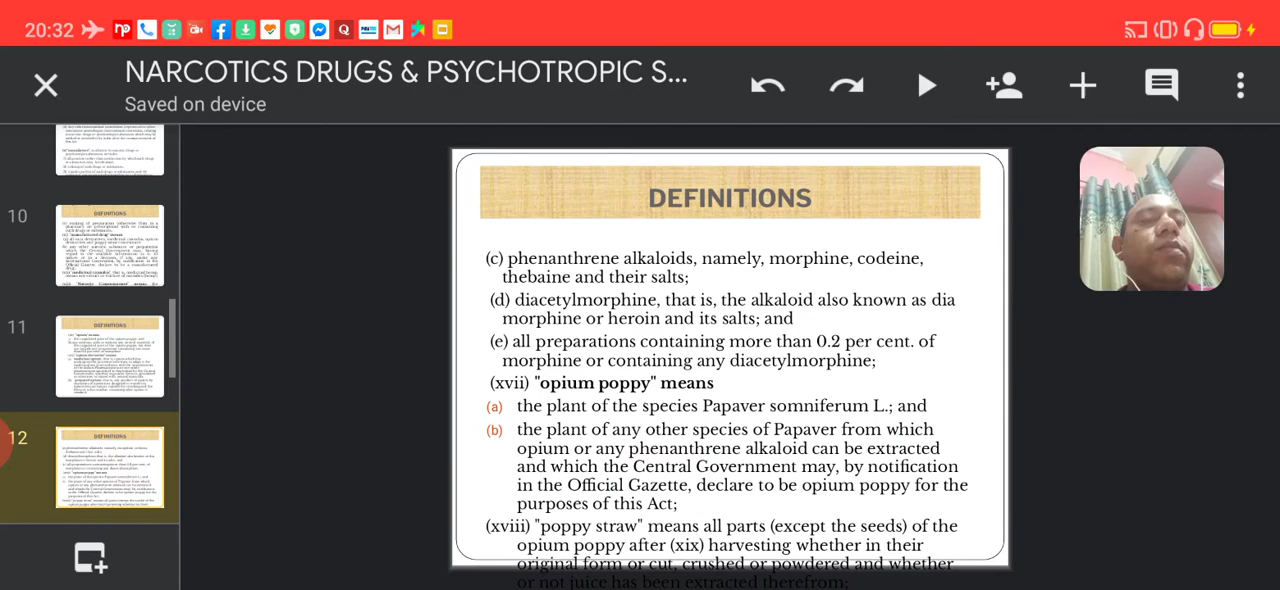 20:32
NARCOTICS DRUGS & PSYCHOTROPIC S...
Saved on device
10
DEFINITIONS
11
DEFINITIONS
12
DEFINITIONS
DEFINITIONS
(c) phenanthrene alkaloids, namely, morphine, codeine,
thebaine and their salts;
(d) diacetylmorphine, that is, the alkaloid also known as dia
morphine or heroin and its salts; and
(e) all preparations containing more than 0.2 per cent. of
morphine or containing any diacetylmorphine;
(xvii) "opium poppy" means
(a) the plant of the species Papaver somniferum L.; and
(b) the plant of any other species of Papaver from which
opium or any phenanthrene alkaloid can be extracted
and which the Central Government may, by notification
in the Official Gazette, declare to be opium poppy for the
purposes of this Act;
(xviii) "poppy straw" means all parts (except the seeds) of the
opium poppy after (xix) harvesting whether in their
original form or cut, crushed or powdered and whether
or not juice has been extracted therefrom;